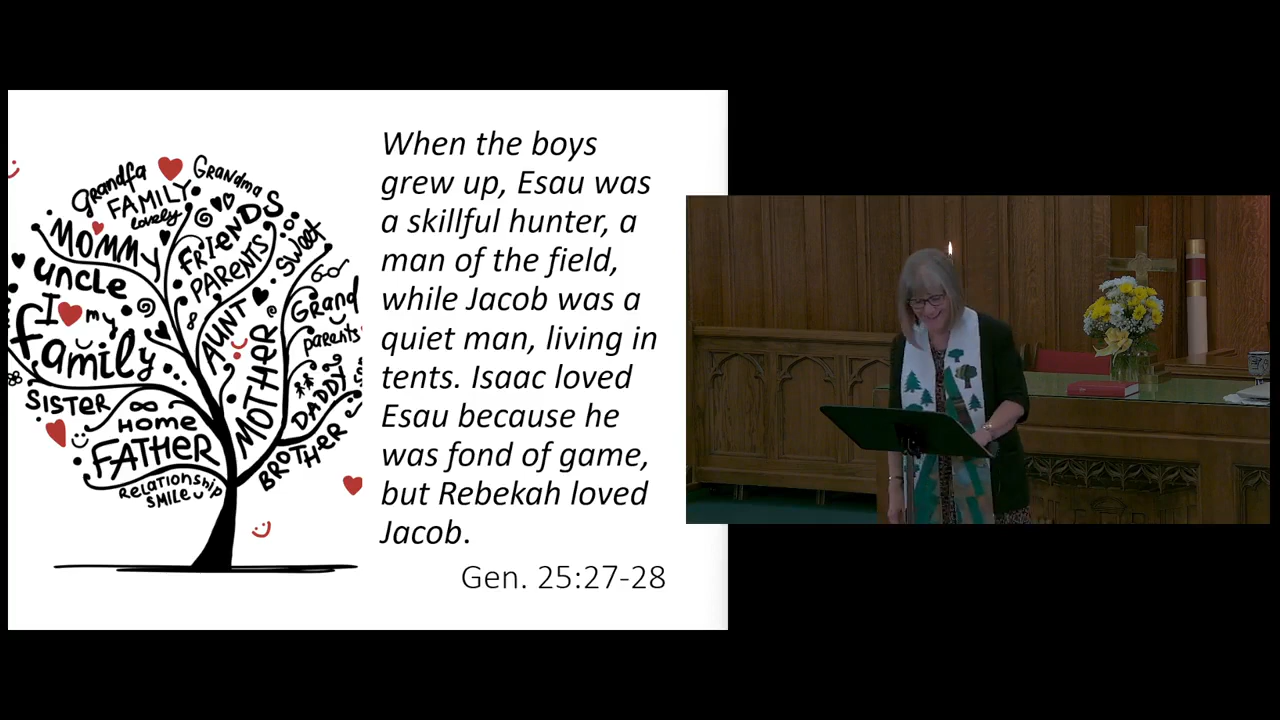 Grandfa
Grandma
FAMILY
lovely
FRIENDS
MOMMY
PARENTS
sweet
uncle
I my
family
AUNT
Grand
parents
MOTHER
SISTER
HOME
DADDY
FATHER
BROTHER
RELATIONSHIP
SMILE
When the boys
grew up, Esau was
a skillful hunter, a
man of the field,
while Jacob was a
quiet man, living in
tents. Isaac loved
Esau because he
was fond of game,
but Rebekah loved
Jacob.
Gen. 25:27-28